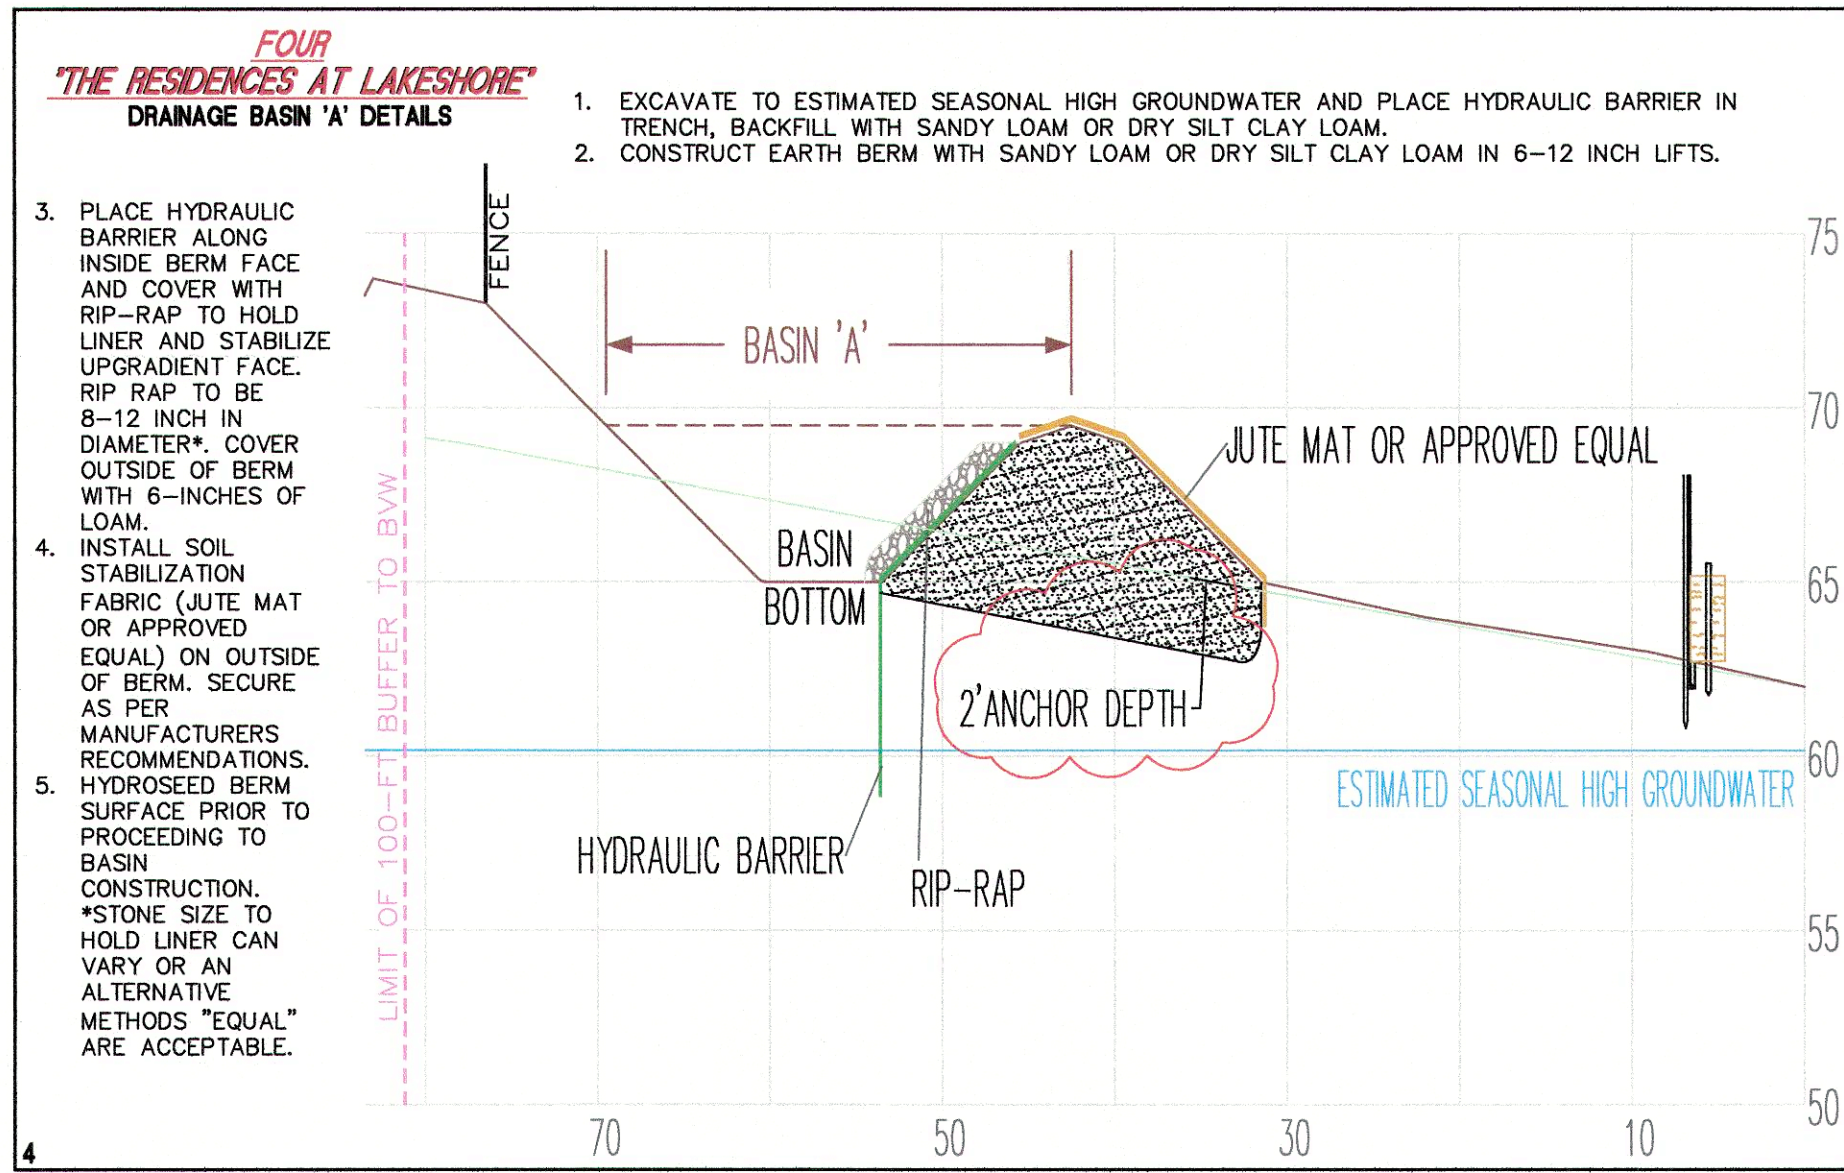 FOUR
'THE RESIDENCES AT LAKESHORE'
DRAINAGE BASIN 'A' DETAILS
1. EXCAVATE TO ESTIMATED SEASONAL HIGH GROUNDWATER AND PLACE HYDRAULIC BARRIER IN
TRENCH, BACKFILL WITH SANDY LOAM OR DRY SILT CLAY LOAM.
2. CONSTRUCT EARTH BERM WITH SANDY LOAM OR DRY SILT CLAY LOAM IN 6-12 INCH LIFTS.
3. PLACE HYDRAULIC
BARRIER ALONG
INSIDE BERM FACE
AND COVER WITH
RIP-RAP TO HOLD
LINER AND STABILIZE
UPGRADIENT FACE.
RIP RAP TO BE
8-12 INCH IN
DIAMETER*. COVER
OUTSIDE OF BERM
WITH 6-INCHES OF
LOAM.
4. INSTALL SOIL
STABILIZATION
FABRIC (JUTE MAT
OR APPROVED
EQUAL) ON OUTSIDE
OF BERM. SECURE
AS PER
MANUFACTURERS
RECOMMENDATIONS.
5. HYDROSEED BERM
SURFACE PRIOR TO
PROCEEDING TO
BASIN
CONSTRUCTION.
*STONE SIZE TO
HOLD LINER CAN
VARY OR AN
ALTERNATIVE
METHODS "EQUAL"
ARE ACCEPTABLE.
FENCE
LIMIT OF 100-FT BUFFER TO BVW
BASIN 'A'
JUTE MAT OR APPROVED EQUAL
BASIN
BOTTOM
2'ANCHOR DEPTH
ESTIMATED SEASONAL HIGH GROUNDWATER
HYDRAULIC BARRIER
RIP-RAP
75
70
65
60
55
50
70
50
30
10
4